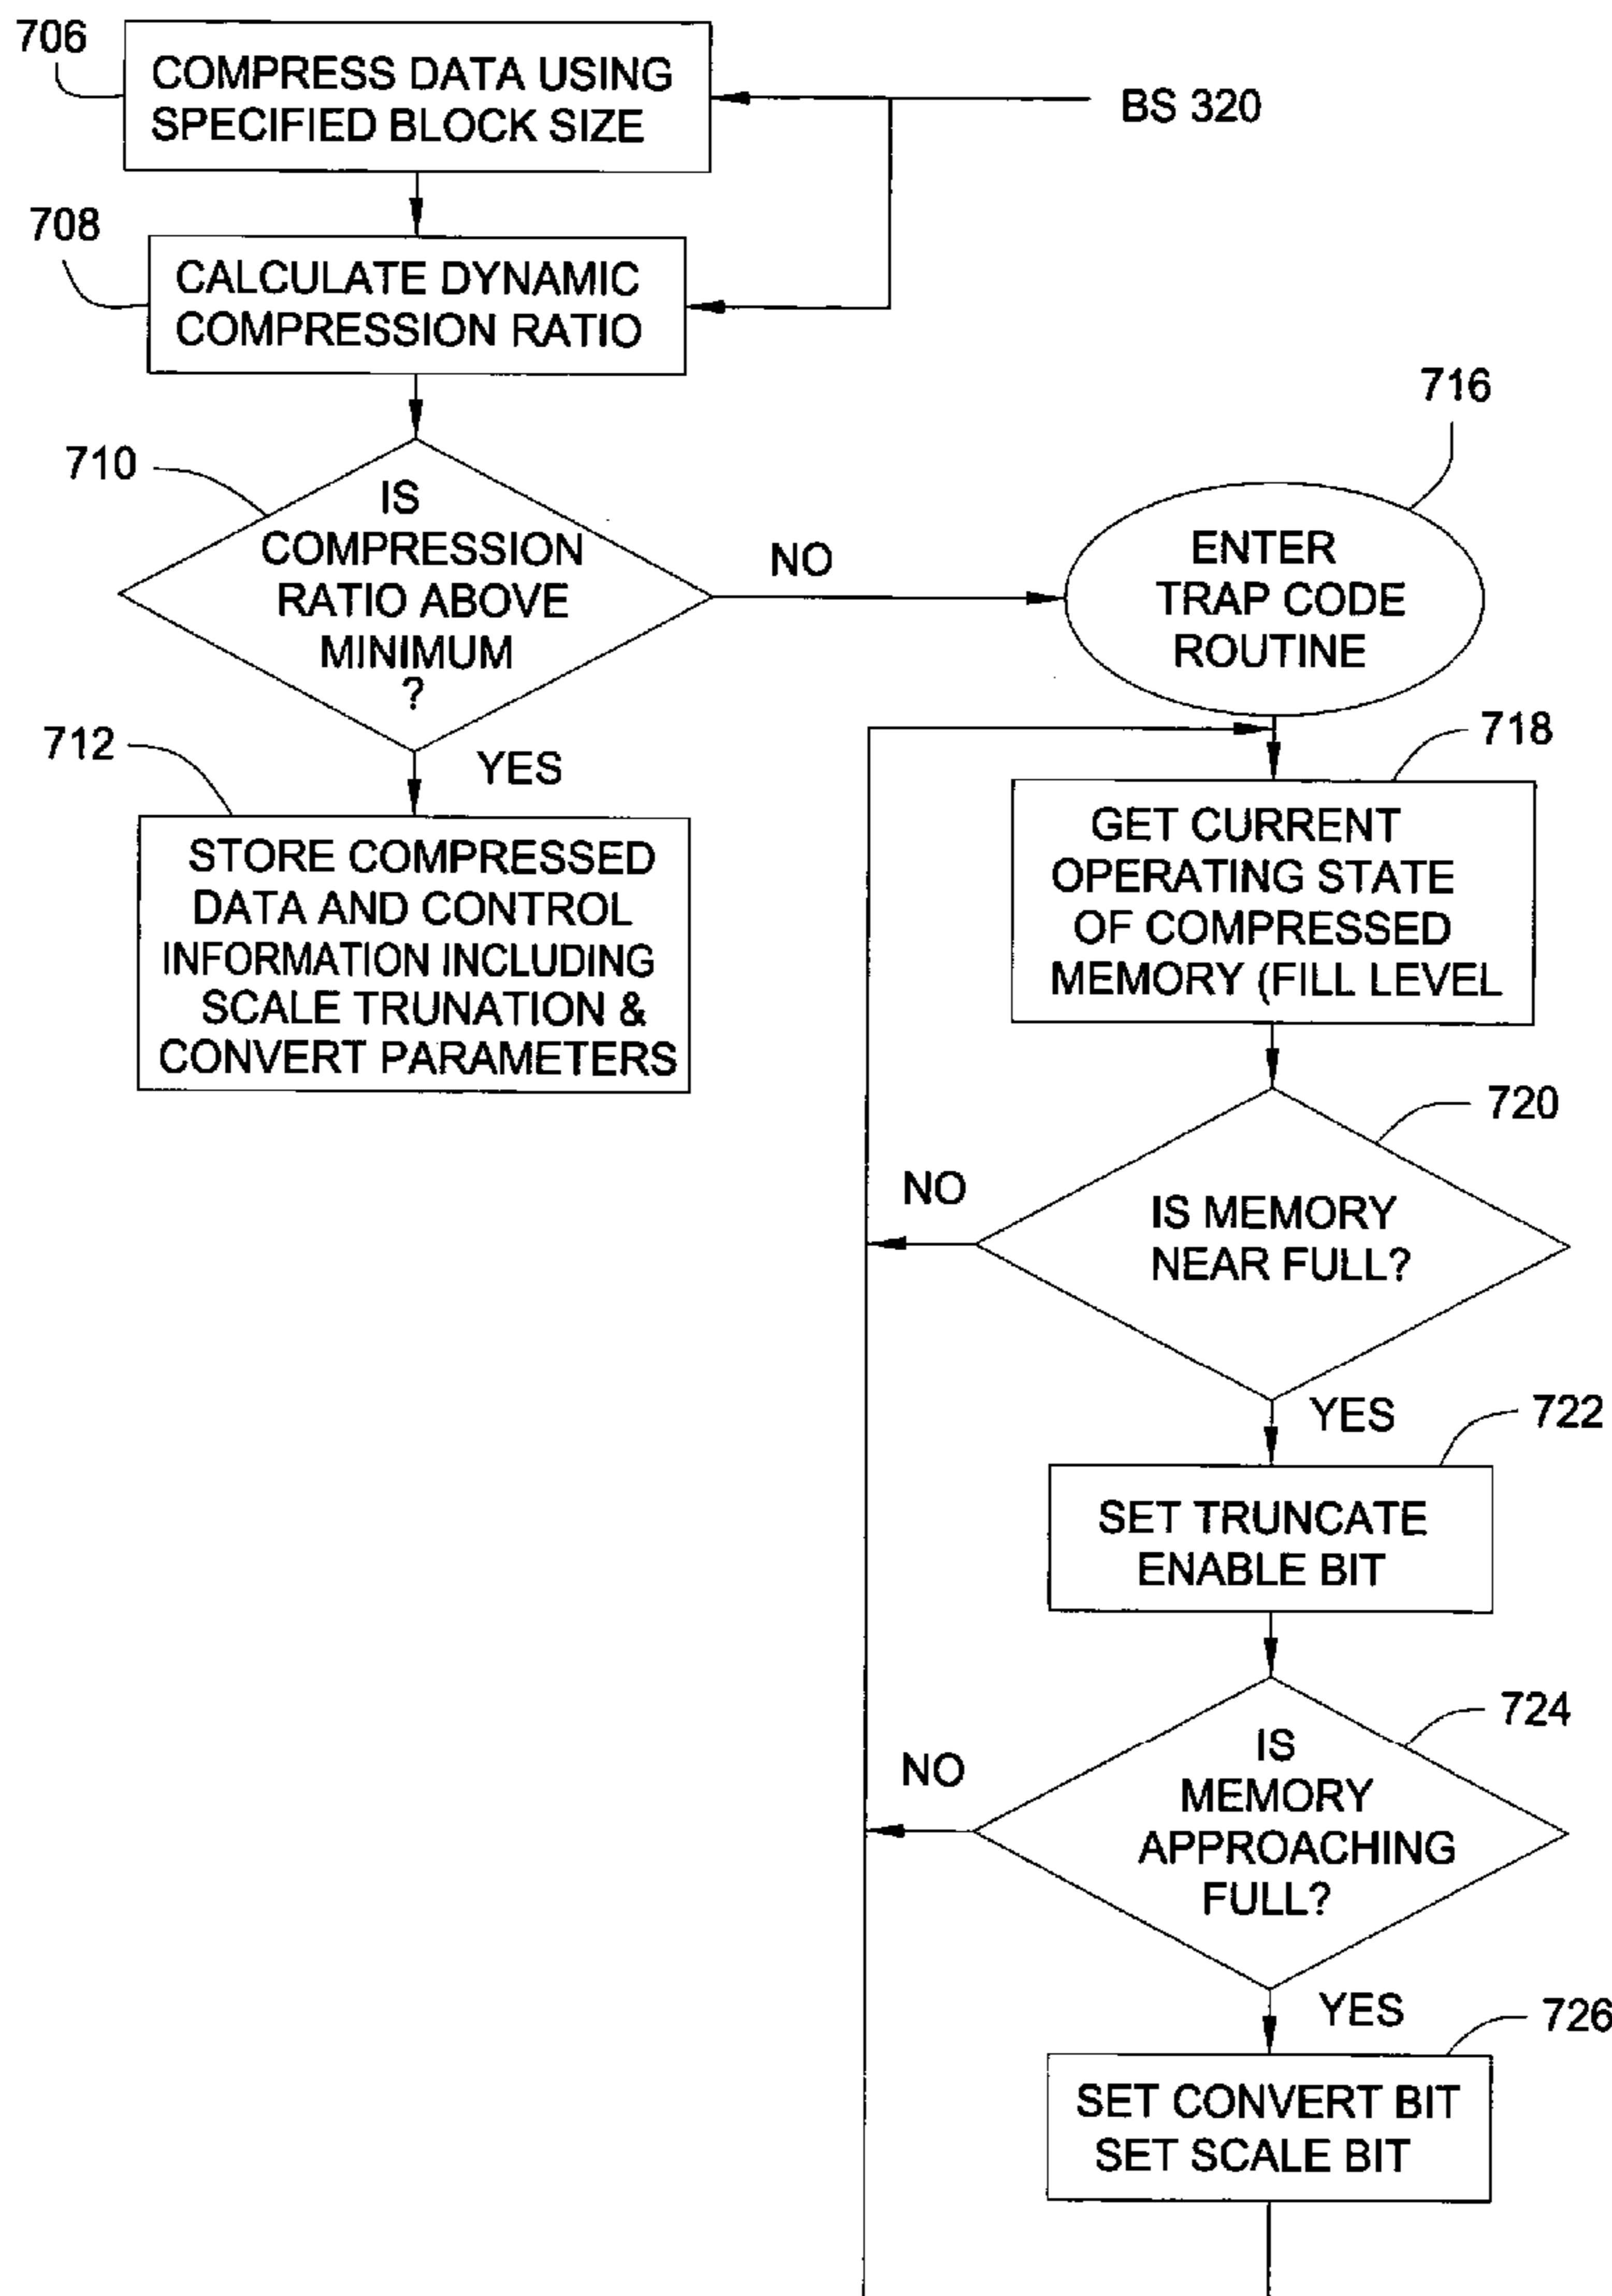 706
COMPRESS DATA USING
SPECIFIED BLOCK SIZE
BS 320
708
CALCULATE DYNAMIC
COMPRESSION RATIO
710
IS
COMPRESSION
RATIO ABOVE
MINIMUM
?
NO
716
ENTER
TRAP CODE
ROUTINE
712
YES
STORE COMPRESSED
DATA AND CONTROL
INFORMATION INCLUDING
SCALE TRUNATION &
CONVERT PARAMETERS
718
GET CURRENT
OPERATING STATE
OF COMPRESSED
MEMORY (FILL LEVEL
720
NO
IS MEMORY
NEAR FULL?
YES
722
SET TRUNCATE
ENABLE BIT
724
NO
IS
MEMORY
APPROACHING
FULL?
YES
726
SET CONVERT BIT
SET SCALE BIT